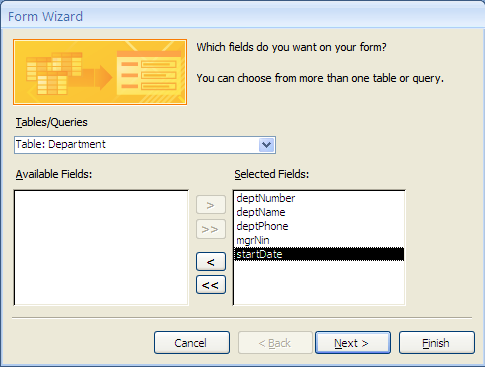 Form Wizard
Which fields do you want on your form?
You can choose from more than one table or query.
Tables/Queries
Table: Department
Available Fields:
Selected Fields:
deptNumber
deptName
deptPhone
mgrNin
startDate
>
>>
<
<<
Cancel
< Back
Next >
Finish